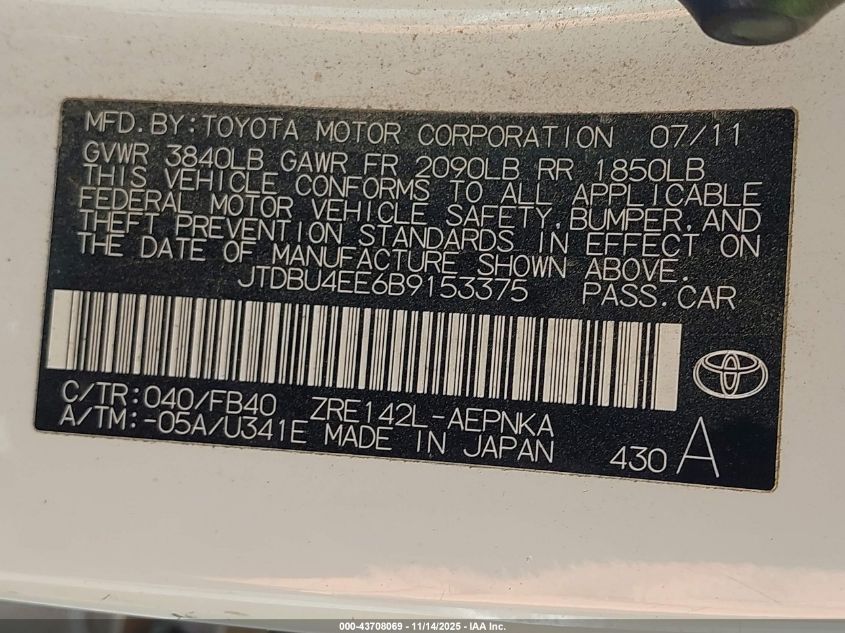 MFD.BY:TOYOTA MOTOR CORPORATION 07/11
GVWR 3840LB GAWR FR 2090LB RR 1850LB
THIS VEHICLE CONFORMS TO ALL APPLICABLE
FEDERAL MOTOR VEHICLE SAFETY,BUMPER,AND
THEFT PREVENTION STANDARDS IN EFFECT ON
THE DATE OF MANUFACTURE SHOWN ABOVE.
JTDBU4EE6B9153375 PASS.CAR
C/TR:040/FB40 ZRE142L-AEPNKA
A/TM:-05A/U341E MADE IN JAPAN 430 A
000-43708069 | 11/14/2025 - IAA Inc.